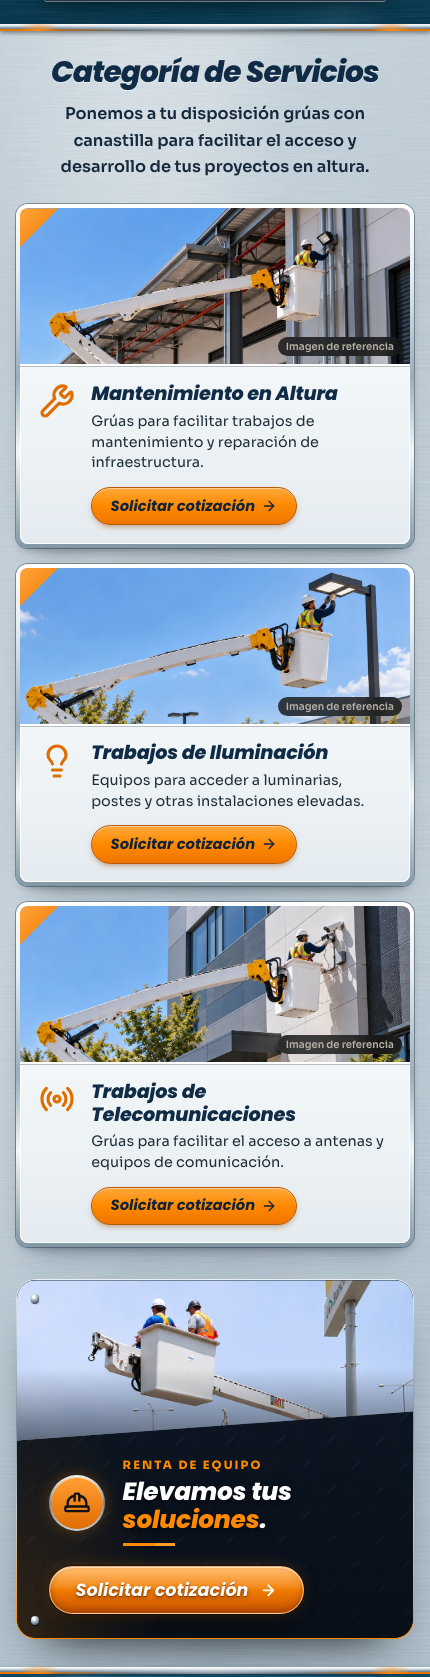 Categoría de Servicios
Ponemos a tu disposición grúas con
canastilla para facilitar el acceso y
desarrollo de tus proyectos en altura.
Imagen de referencia
Mantenimiento en Altura
Grúas para facilitar trabajos de
mantenimiento y reparación de
infraestructura.
Solicitar cotización →
Imagen de referencia
Trabajos de Iluminación
Equipos para acceder a luminarias,
postes y otras instalaciones elevadas.
Solicitar cotización →
Imagen de referencia
Trabajos de
Telecomunicaciones
Grúas para facilitar el acceso a antenas y
equipos de comunicación.
Solicitar cotización →
RENTA DE EQUIPO
Elevamos tus
soluciones.
Solicitar cotización →